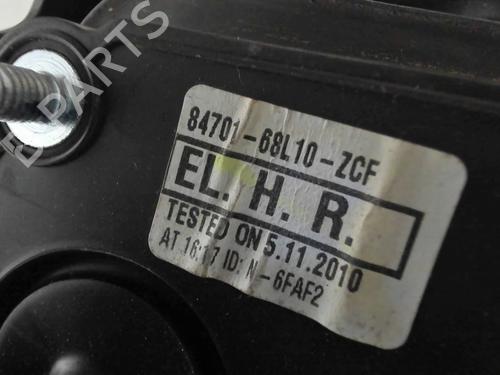 B-PARTS
84701-68L10-ZCF
EL. H. R.
TESTED ON 5.11.2010
AT 16:17 ID: N-6FAF2